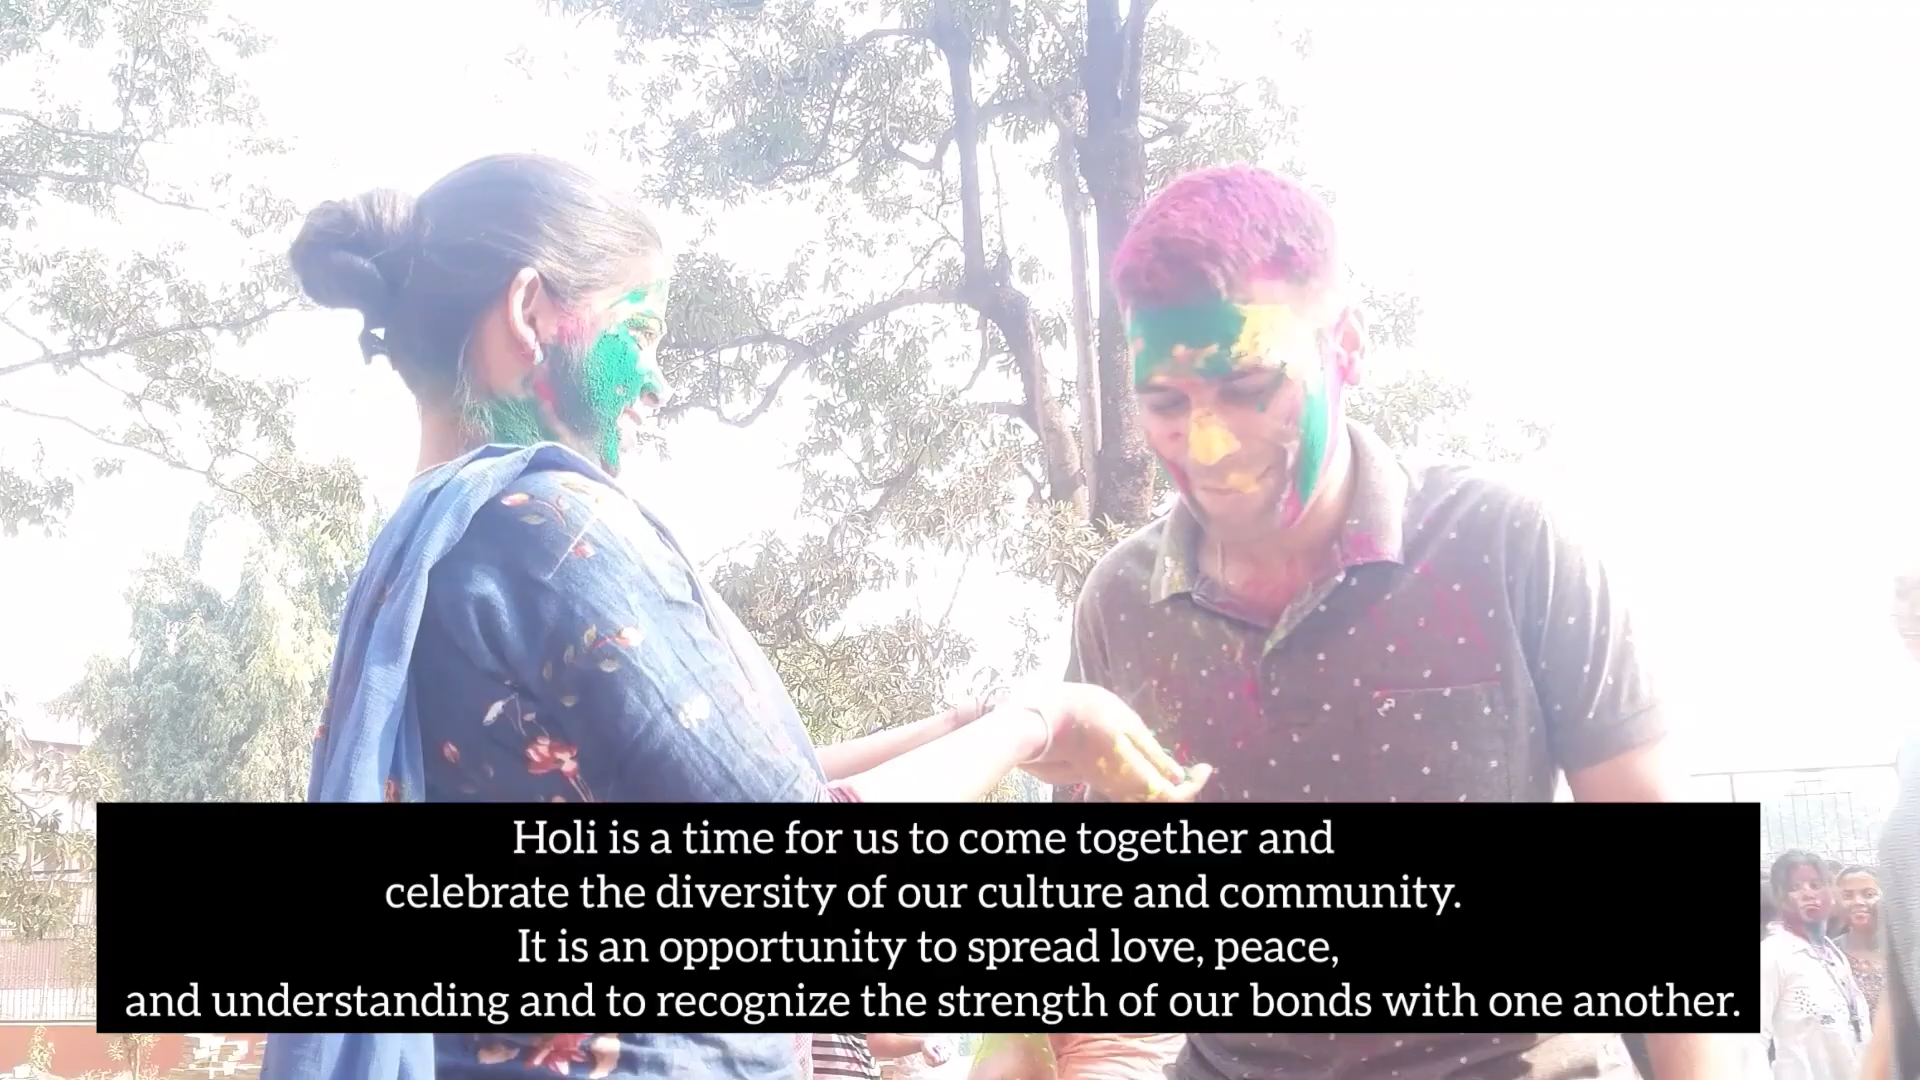 Holi is a time for us to come together and
celebrate the diversity of our culture and community.
It is an opportunity to spread love, peace,
and understanding and to recognize the strength of our bonds with one another.